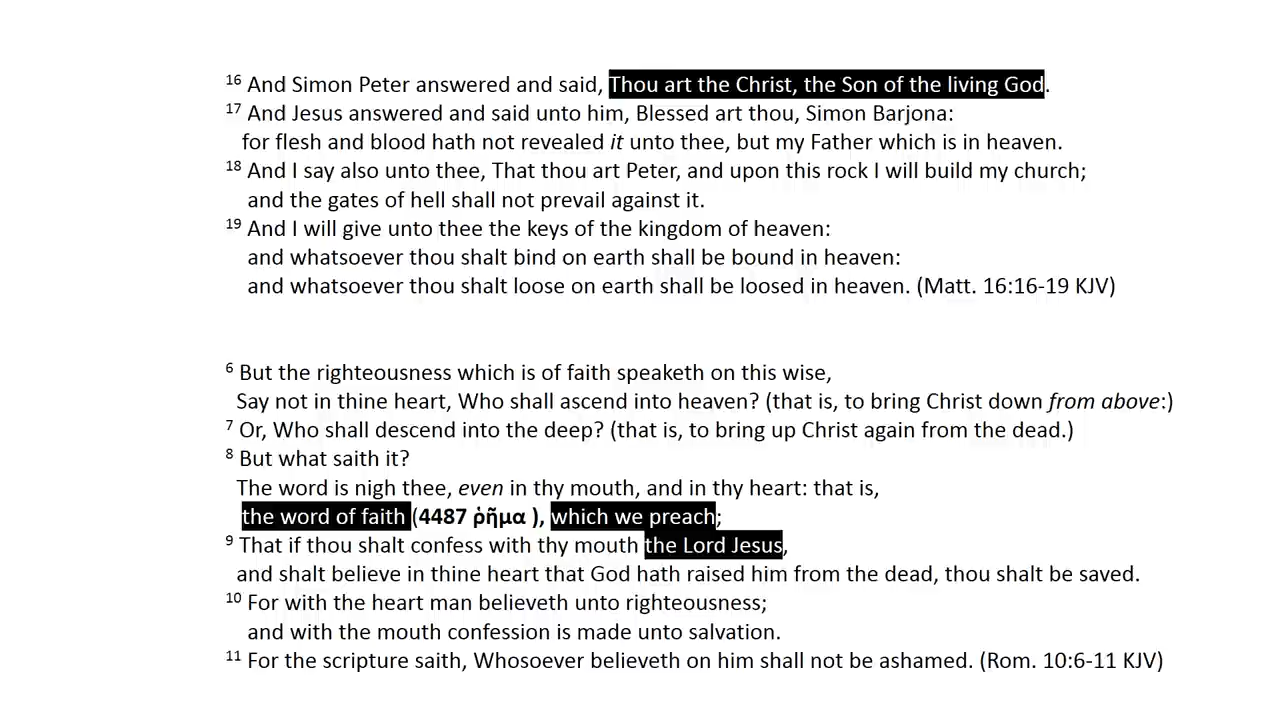 16 And Simon Peter answered and said, Thou art the Christ, the Son of the living God.
17 And Jesus answered and said unto him, Blessed art thou, Simon Barjona:
for flesh and blood hath not revealed it unto thee, but my Father which is in heaven.
18 And I say also unto thee, That thou art Peter, and upon this rock I will build my church;
and the gates of hell shall not prevail against it.
19 And I will give unto thee the keys of the kingdom of heaven:
and whatsoever thou shalt bind on earth shall be bound in heaven:
and whatsoever thou shalt loose on earth shall be loosed in heaven. (Matt. 16:16-19 KJV)
6 But the righteousness which is of faith speaketh on this wise,
Say not in thine heart, Who shall ascend into heaven? (that is, to bring Christ down from above:)
7 Or, Who shall descend into the deep? (that is, to bring up Christ again from the dead.)
8 But what saith it?
The word is nigh thee, even in thy mouth, and in thy heart: that is,
the word of faith (4487 ῥῆμα ), which we preach;
9 That if thou shalt confess with thy mouth the Lord Jesus,
and shalt believe in thine heart that God hath raised him from the dead, thou shalt be saved.
10 For with the heart man believeth unto righteousness;
and with the mouth confession is made unto salvation.
11 For the scripture saith, Whosoever believeth on him shall not be ashamed. (Rom. 10:6-11 KJV)